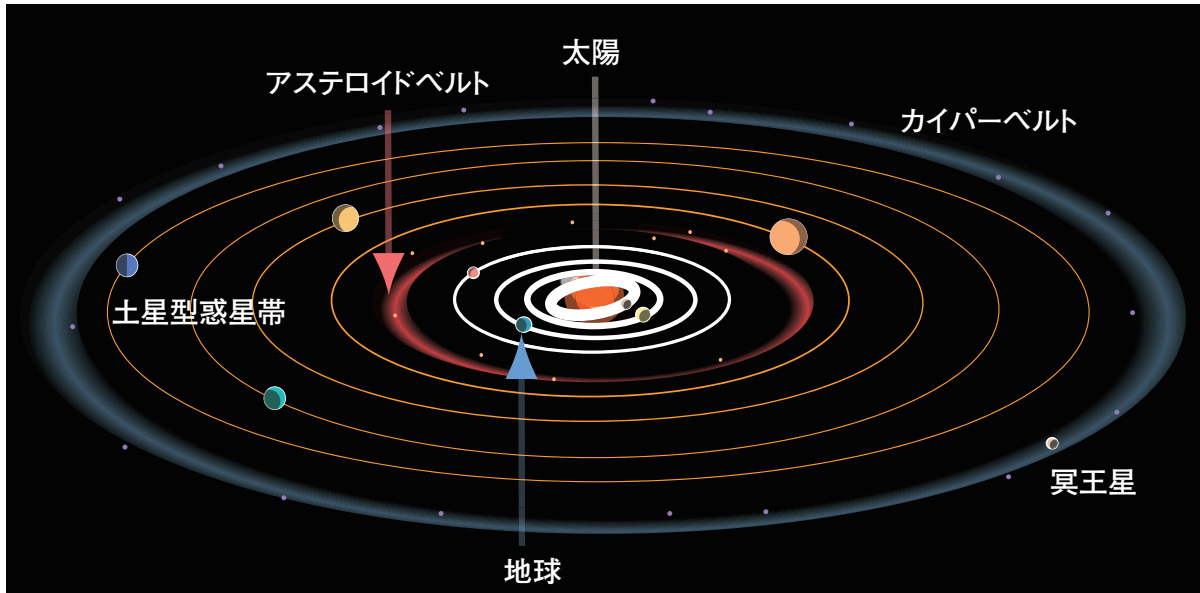 太陽
アステロイドベルト
カイパーベルト
土星型惑星帯
冥王星
地球